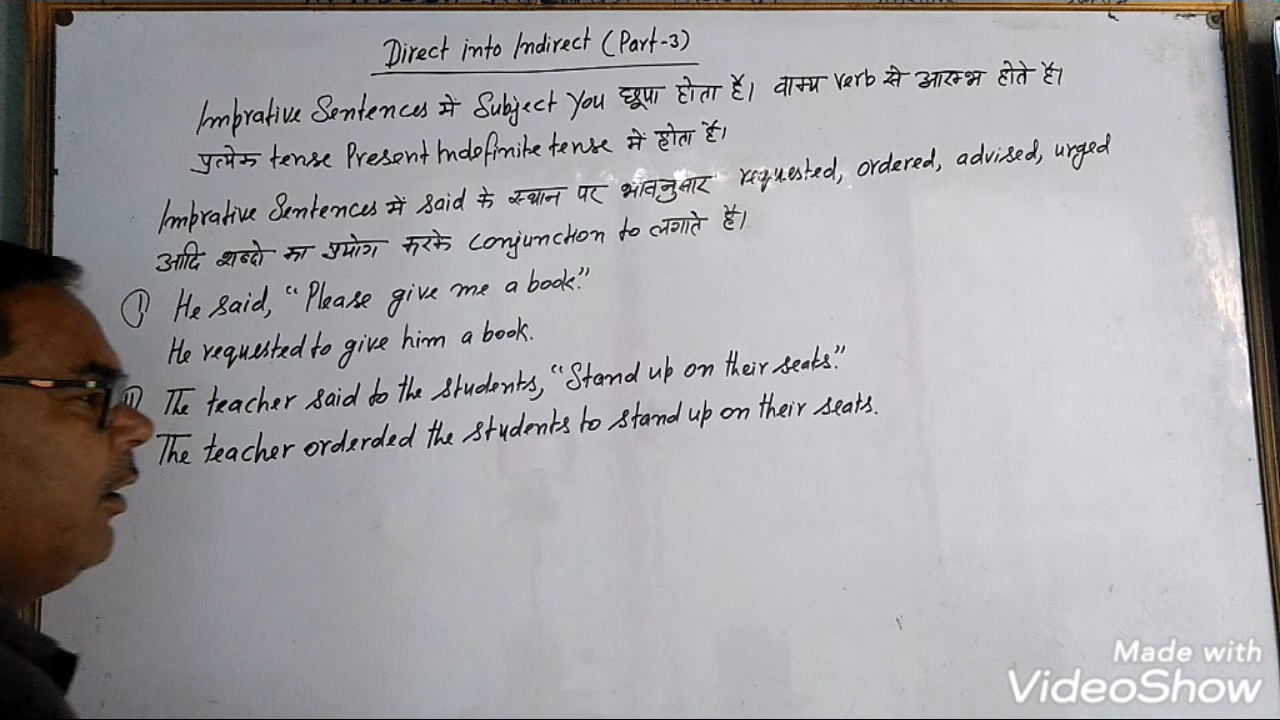 Direct into Indirect (Part-3)
Imprative Sentences में Subject You छूपा होता है। वाक्य verb से आरम्भ होते है।
प्रत्येक tense Present Indefinite tense में होता है।
Imprative Sentences में said के स्थान पर भावनुसार requested, ordered, advised, urged
आदि शब्दो का प्रयोग करके conjunction to लगाते है।
I He said, “Please give me a book.”
He requested to give him a book.
II The teacher said to the students, “Stand up on their seats.”
The teacher orderded the students to stand up on their seats.
Made with
VideoShow